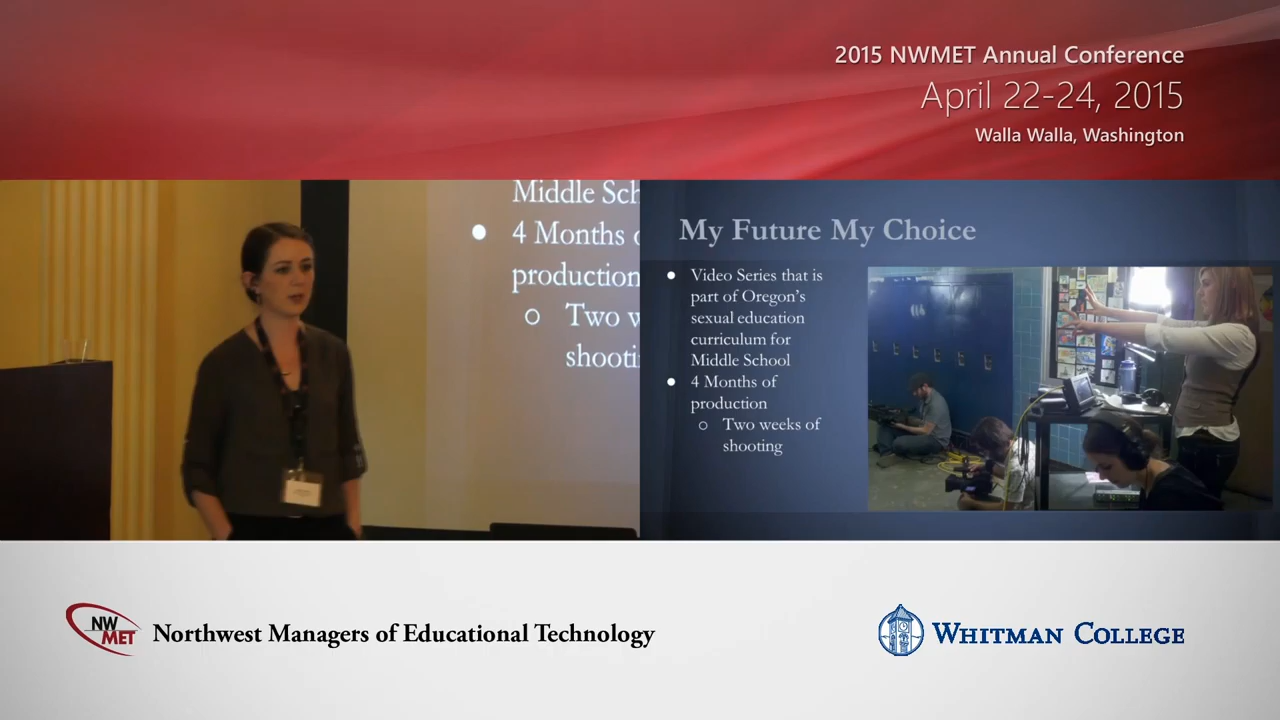 2015 NWMET Annual Conference
April 22-24, 2015
Walla Walla, Washington
Middle Sch
● 4 Months o
production
○ Two w
shooti
My Future My Choice
● Video Series that is
part of Oregon's
sexual education
curriculum for
Middle School
● 4 Months of
production
○ Two weeks of
shooting
NW
MET
Northwest Managers of Educational Technology
WHITMAN COLLEGE